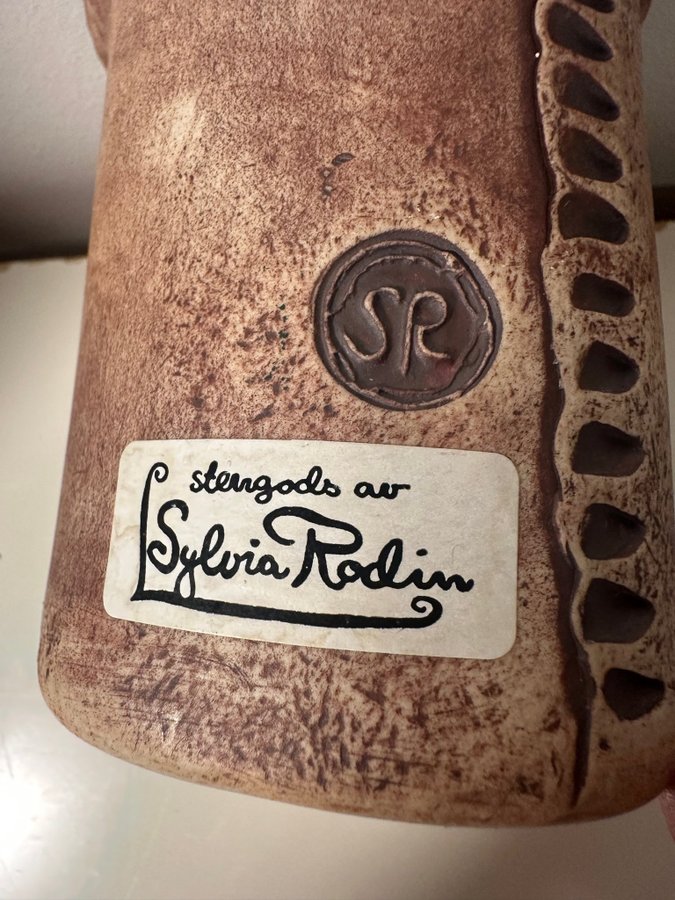 SR
stengods av
Sylvia Rodin